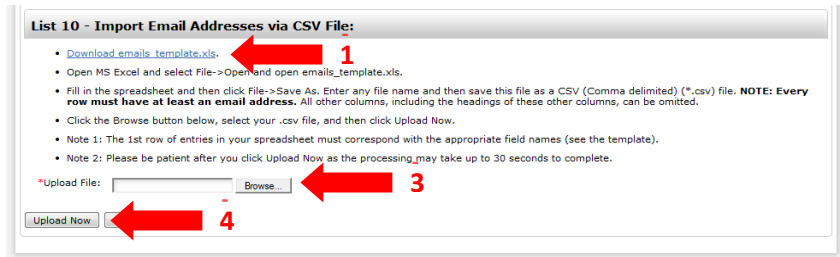 List 10 - Import Email Addresses via CSV File:
Download emails_template.xls.
1
Open MS Excel and select File->Open and open emails_template.xls.
Fill in the spreadsheet and then click File->Save As. Enter any file name and then save this file as a CSV (Comma delimited) (*.csv) file. NOTE: Every
row must have at least an email address. All other columns, including the headings of these other columns, can be omitted.
Click the Browse button below, select your .csv file, and then click Upload Now.
Note 1: The 1st row of entries in your spreadsheet must correspond with the appropriate field names (see the template).
Note 2: Please be patient after you click Upload Now as the processing may take up to 30 seconds to complete.
*Upload File:
Browse...
3
Upload Now
4